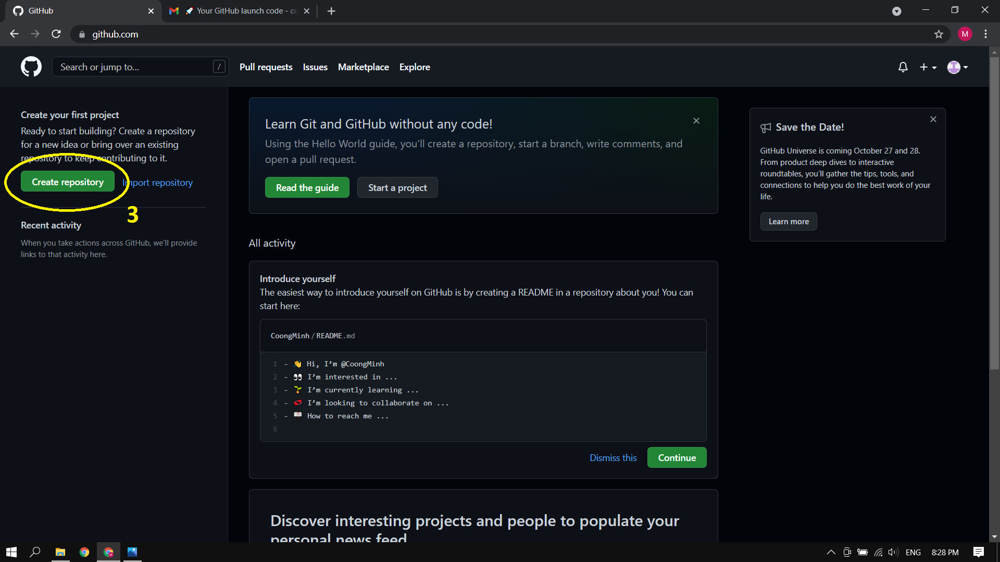 GitHub
Your GitHub launch code - co
github.com
M
Search or jump to...
/
Pull requests
Issues
Marketplace
Explore
Create your first project
Ready to start building? Create a repository
for a new idea or bring over an existing
repository to keep contributing to it.
Create repository
Import repository
3
Recent activity
When you take actions across GitHub, we’ll provide
links to that activity here.
Learn Git and GitHub without any code!
Using the Hello World guide, you’ll create a repository, start a branch, write comments, and
open a pull request.
Read the guide
Start a project
All activity
Introduce yourself
The easiest way to introduce yourself on GitHub is by creating a README in a repository about you! You can
start here:
CoongMinh / README.md
1 - 👋 Hi, I’m @CoongMinh
2 - 👀 I’m interested in ...
3 - 🌱 I’m currently learning ...
4 - 💞️ I’m looking to collaborate on ...
5 - 📫 How to reach me ...
6
Dismiss this
Continue
Discover interesting projects and people to populate your
personal news feed
Save the Date!
GitHub Universe is coming October 27 and 28.
From product deep dives to interactive
roundtables, you’ll gather the tips, tools, and
connections to help you do the best work of your
life.
Learn more
ENG
8:28 PM